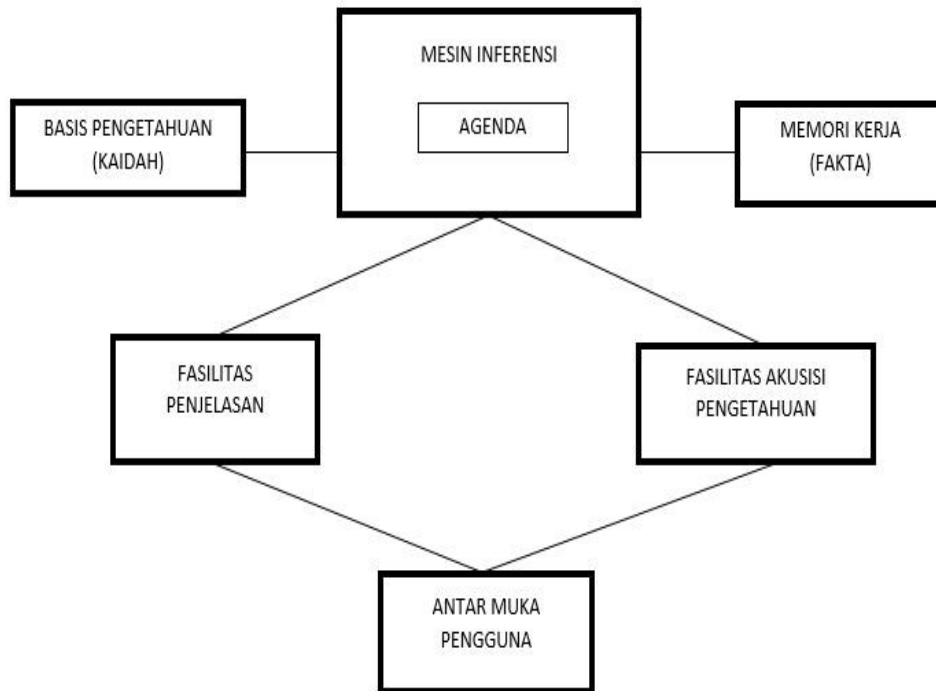 MESIN INFERENSI
AGENDA
BASIS PENGETAHUAN
(KAIDAH)
MEMORI KERJA
(FAKTA)
FASILITAS
PENJELASAN
FASILITAS AKUSISI
PENGETAHUAN
ANTAR MUKA
PENGGUNA